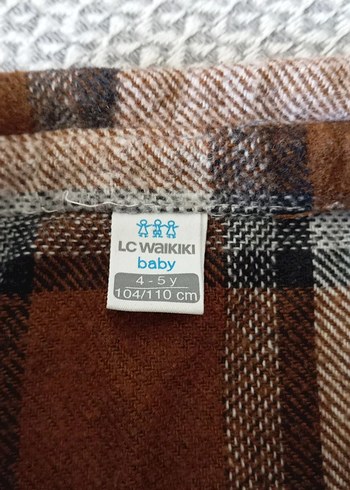 LC WAIKIKI
baby
4 - 5 y
104/110 cm